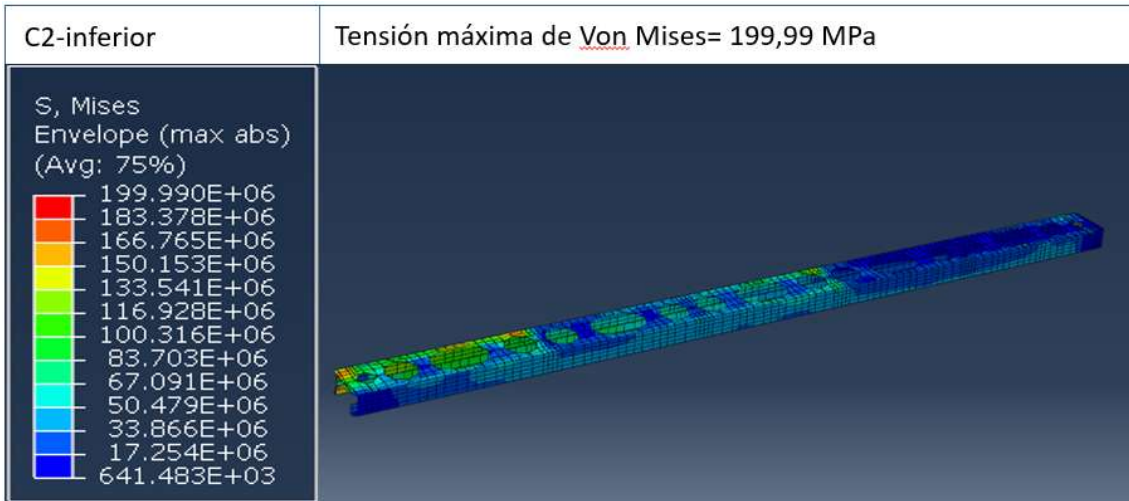 C2-inferior
Tensión máxima de Von Mises= 199,99 MPa
S, Mises
Envelope (max abs)
(Avg: 75%)
199.990E+06
183.378E+06
166.765E+06
150.153E+06
133.541E+06
116.928E+06
100.316E+06
83.703E+06
67.091E+06
50.479E+06
33.866E+06
17.254E+06
641.483E+03